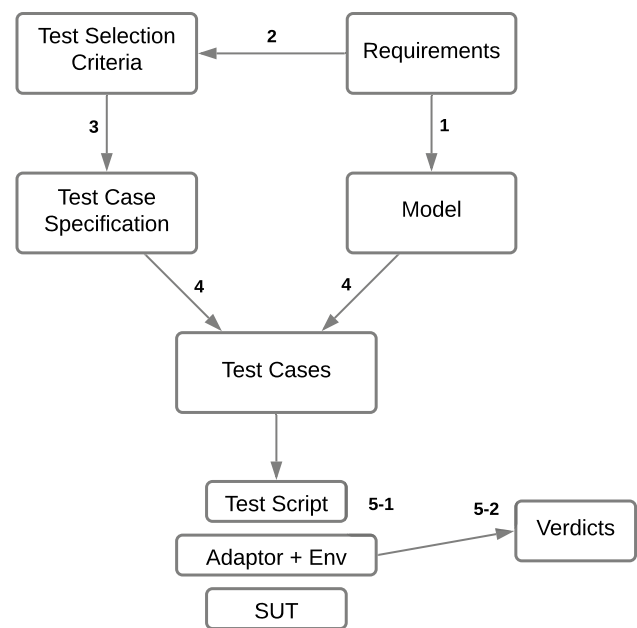 Test Selection
Criteria
2
Requirements
3
1
Test Case
Specification
Model
4
4
Test Cases
Test Script
5-1
5-2
Verdicts
Adaptor + Env
SUT